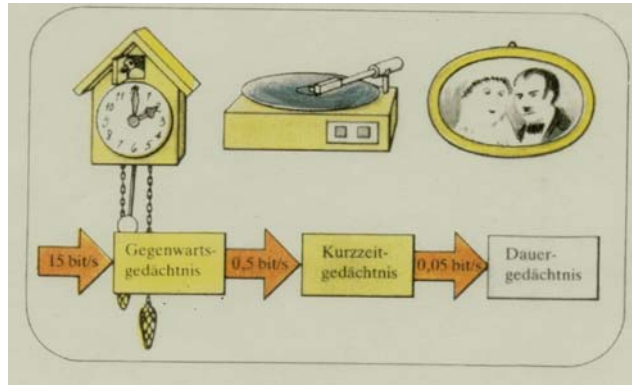 15 bit/s
Gegenwarts-
gedächtnis
0,5 bit/s
Kurzzeit-
gedächtnis
0,05 bit/s
Dauer-
gedächtnis